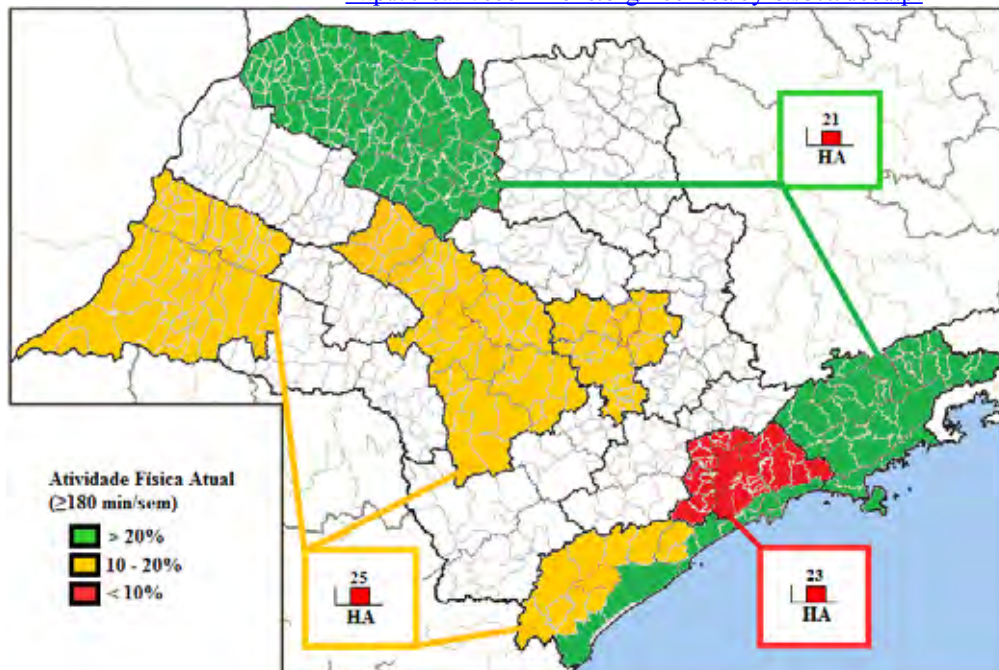 21
HA
Atividade Física Atual
(≥180 min/sem)
> 20%
10 - 20%
< 10%
25
HA
23
HA